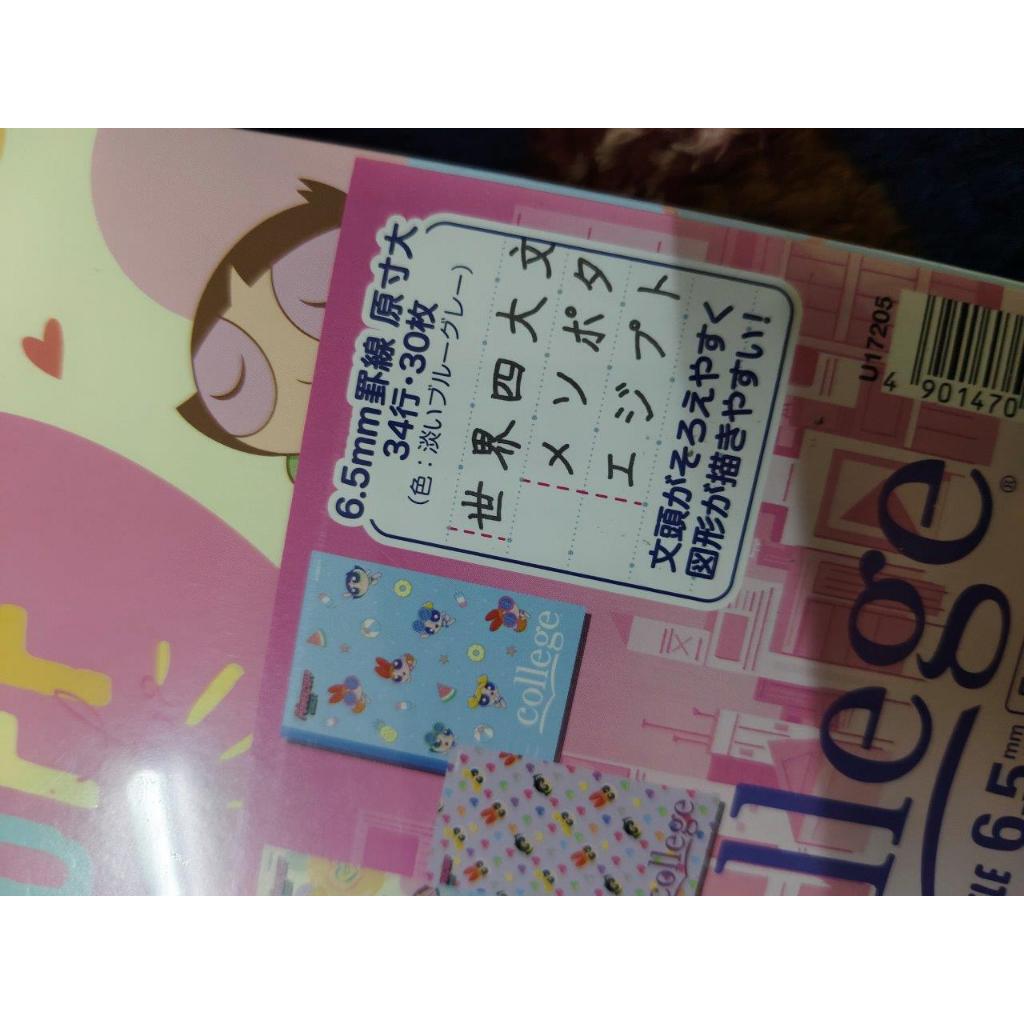 6.5mm罫線 原寸大
34行・30枚
(色：淡いブルーグレー)
世界四大文
メソポタ
エジプト
文頭がそろえやすく
図形が描きやすい!
U17205
4 901470
college
college
llege®
6.5mm